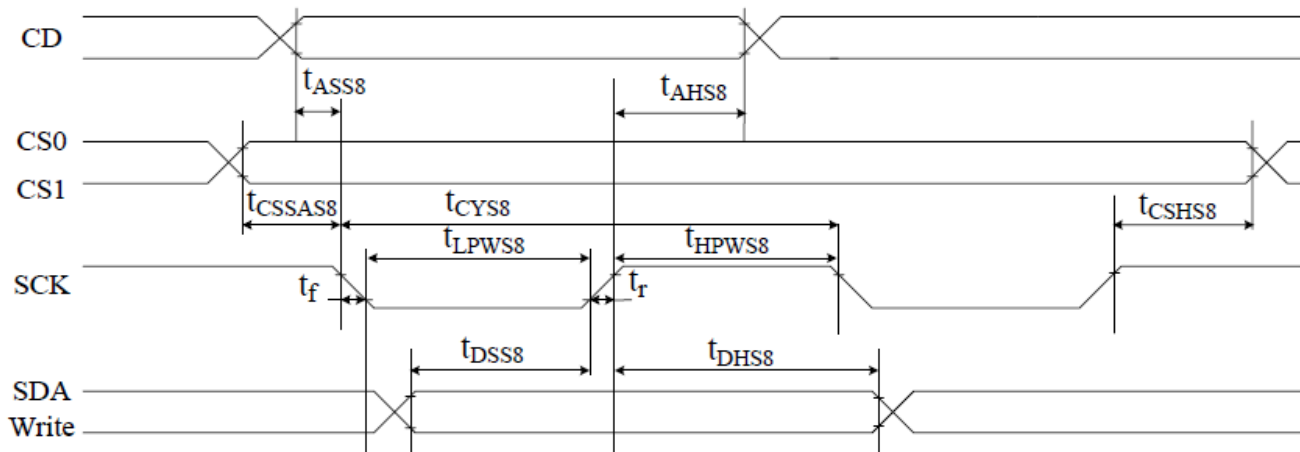 CD
tASS8
tAHS8
CS0
CS1
tCSSAS8
tCYS8
tCSHS8
tLPWS8
tHPWS8
SCK
tf
tr
tDSS8
tDHS8
SDA
Write